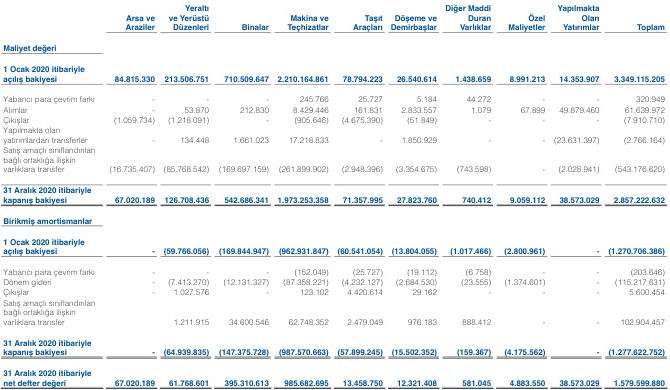 Arsa ve Araziler Yeraltı ve Yerüstü Düzenleri Binalar Makina ve Teçhizatlar Taşıt Araçları Döşeme ve Demirbaşlar Diğer Maddi Duran Varlıklar Özel Maliyetler Yapılmakta Olan Yatırımlar Toplam
Maliyet değeri
1 Ocak 2020 itibariyle
açılış bakiyesi 84.815.330 213.506.751 710.509.647 2.210.164.861 78.794.223 26.540.614 1.438.659 8.991.213 14.353.907 3.349.115.205
Yabancı para çevrim farkı - - - 245.766 25.727 5.184 44.272 - - 320.949
Alımlar - 53.870 212.830 8.429.446 161.831 2.833.557 1.079 67.899 49.879.460 61.639.972
Çıkışlar (1.059.734) (1.218.091) - (905.646) (4.675.390) (51.849) - - - (7.910.710)
Yapılmakta olan
yatırımlardan transferler - 134.448 1.661.023 17.218.833 - 1.850.929 - - (23.631.397) (2.766.164)
Satış amaçlı sınıflandırılan
bağlı ortaklığa ilişkin
varlıklara transfer (16.735.407) (85.768.542) (169.697.159) (261.899.902) (2.948.396) (3.354.675) (743.598) - (2.028.941) (543.176.620)
31 Aralık 2020 itibariyle
kapanış bakiyesi 67.020.189 126.708.436 542.686.341 1.973.253.358 71.357.995 27.823.760 740.412 9.059.112 38.573.029 2.857.222.632
Birikmiş amortismanlar
1 Ocak 2020 itibariyle
açılış bakiyesi - (59.766.056) (169.844.947) (962.931.847) (60.541.054) (13.804.055) (1.017.466) (2.800.961) - (1.270.706.386)
Yabancı para çevrim farkı - - - (152.049) (25.727) (19.112) (6.758) - - (203.646)
Dönem gideri - (7.413.270) (12.131.327) (87.358.221) (4.232.127) (2.684.530) (23.555) (1.374.601) - (115.217.631)
Çıkışlar - 1.027.576 - 123.102 4.420.614 29.162 - - - 5.600.454
Satış amaçlı sınıflandırılan
bağlı ortaklığa ilişkin
varlıklara transfer 1.211.915 34.600.546 62.748.352 2.479.049 976.183 888.412 - - 102.904.457
31 Aralık 2020 itibariyle
kapanış bakiyesi - (64.939.835) (147.375.728) (987.570.663) (57.899.245) (15.502.352) (159.367) (4.175.562) - (1.277.622.752)
31 Aralık 2020 itibariyle
net defter değeri 67.020.189 61.768.601 395.310.613 985.682.695 13.458.750 12.321.408 581.045 4.883.550 38.573.029 1.579.599.880